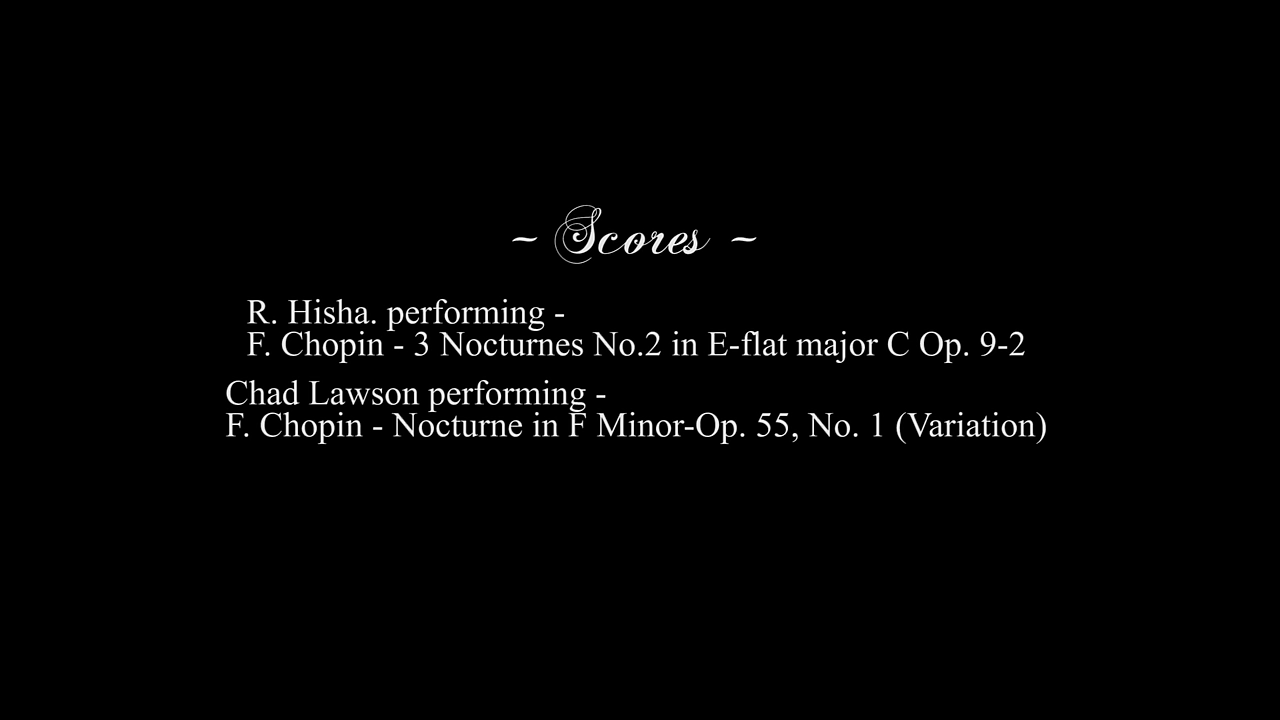 ~ Scores ~
R. Hisha. performing -
F. Chopin - 3 Nocturnes No.2 in E-flat major C Op. 9-2
Chad Lawson performing -
F. Chopin - Nocturne in F Minor-Op. 55, No. 1 (Variation)